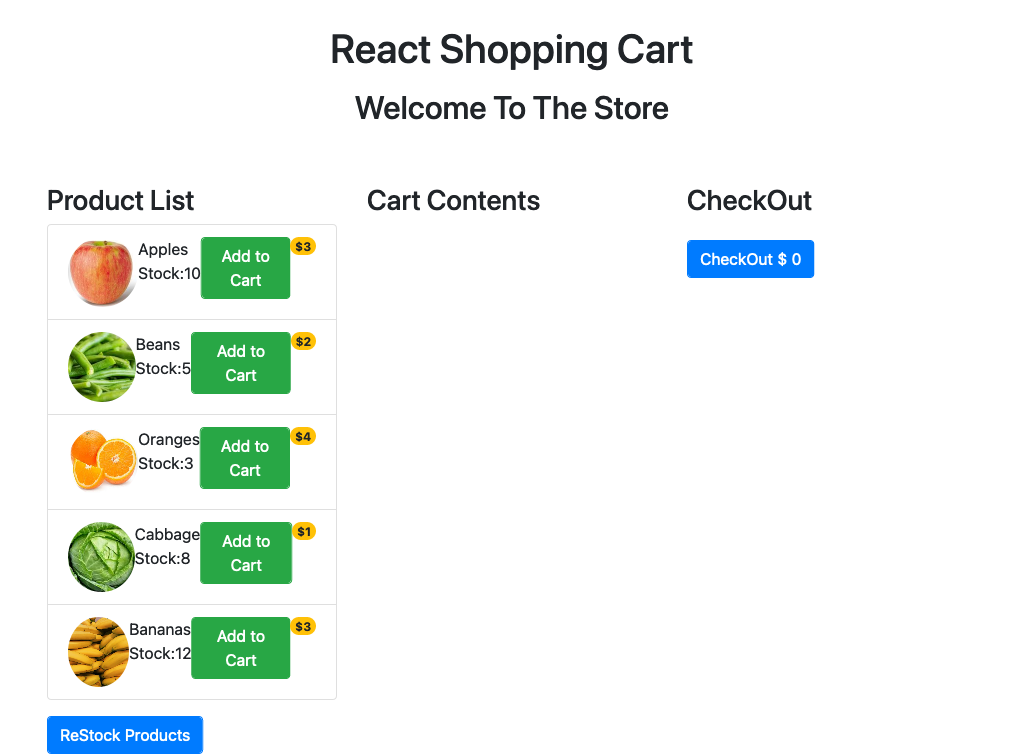 React Shopping Cart
Welcome To The Store
Product List
Apples
Stock:10
Add to
Cart
$3
Beans
Stock:5
Add to
Cart
$2
Oranges
Stock:3
Add to
Cart
$4
Cabbage
Stock:8
Add to
Cart
$1
Bananas
Stock:12
Add to
Cart
$3
ReStock Products
Cart Contents
CheckOut
CheckOut $ 0